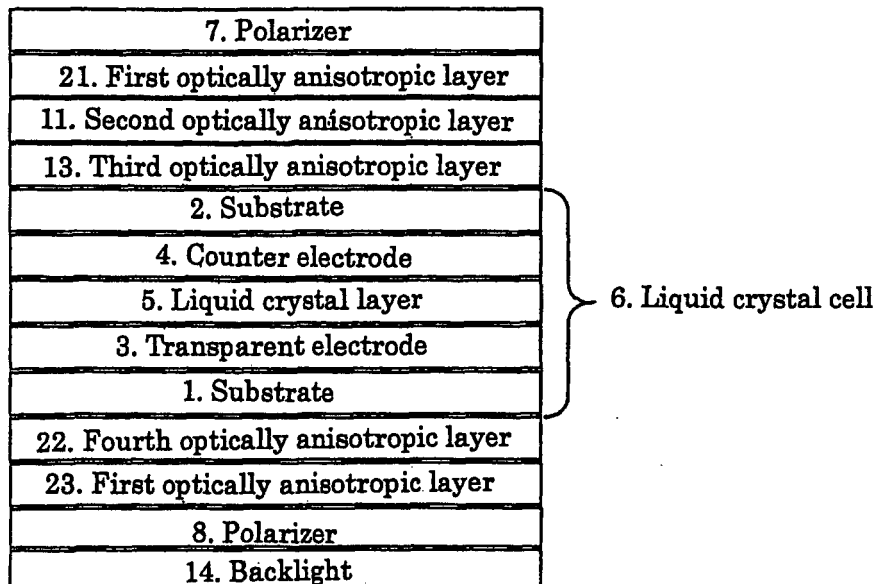 7. Polarizer
21. First optically anisotropic layer
11. Second optically anisotropic layer
13. Third optically anisotropic layer
2. Substrate
4. Counter electrode
5. Liquid crystal layer
6. Liquid crystal cell
3. Transparent electrode
1. Substrate
22. Fourth optically anisotropic layer
23. First optically anisotropic layer
8. Polarizer
14. Backlight